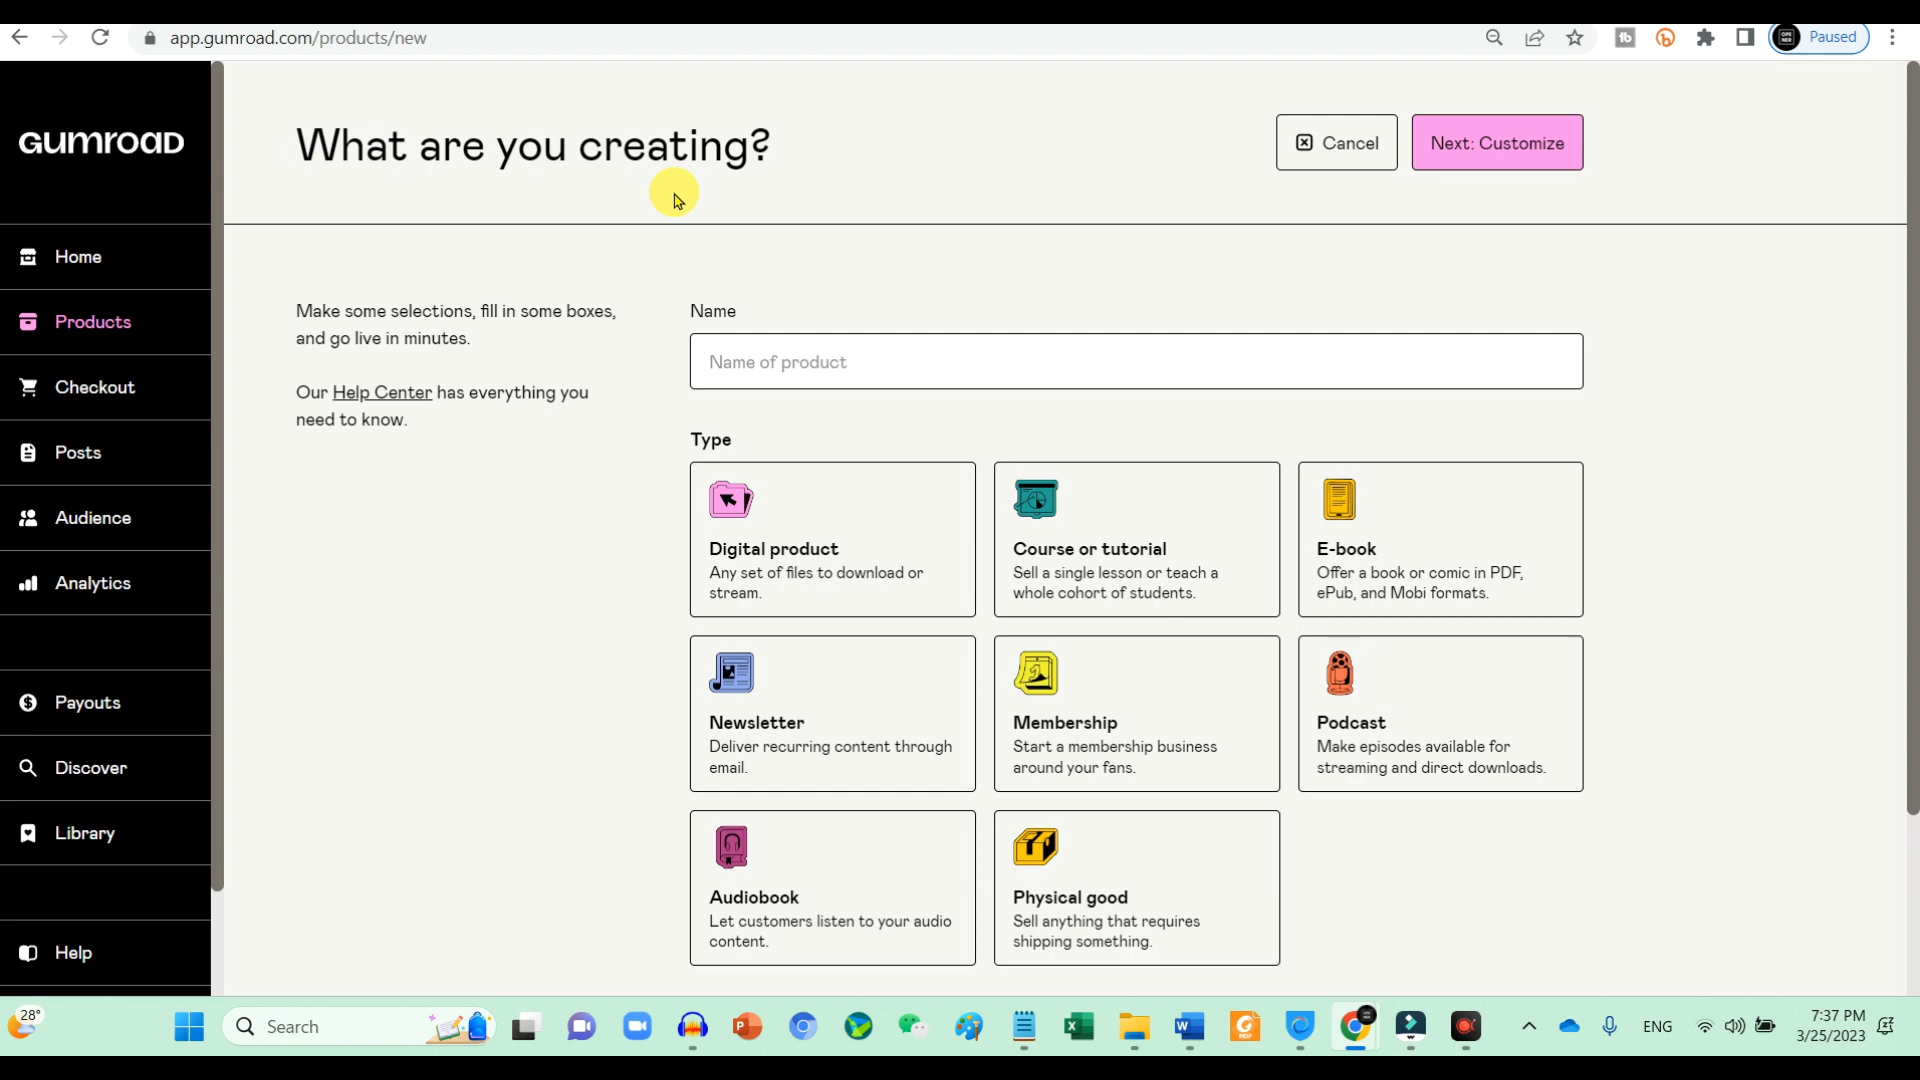 app.gumroad.com/products/new
Paused
GUMROAD
Home
Products
Checkout
Posts
Audience
Analytics
Payouts
Discover
Library
Help
What are you creating?
Cancel
Next: Customize
Make some selections, fill in some boxes,
and go live in minutes.
Our Help Center has everything you
need to know.
Name
Name of product
Type
Digital product
Any set of files to download or
stream.
Course or tutorial
Sell a single lesson or teach a
whole cohort of students.
E-book
Offer a book or comic in PDF,
ePub, and Mobi formats.
Newsletter
Deliver recurring content through
email.
Membership
Start a membership business
around your fans.
Podcast
Make episodes available for
streaming and direct downloads.
Audiobook
Let customers listen to your audio
content.
Physical good
Sell anything that requires
shipping something.
28°
Search
ENG
7:37 PM
3/25/2023